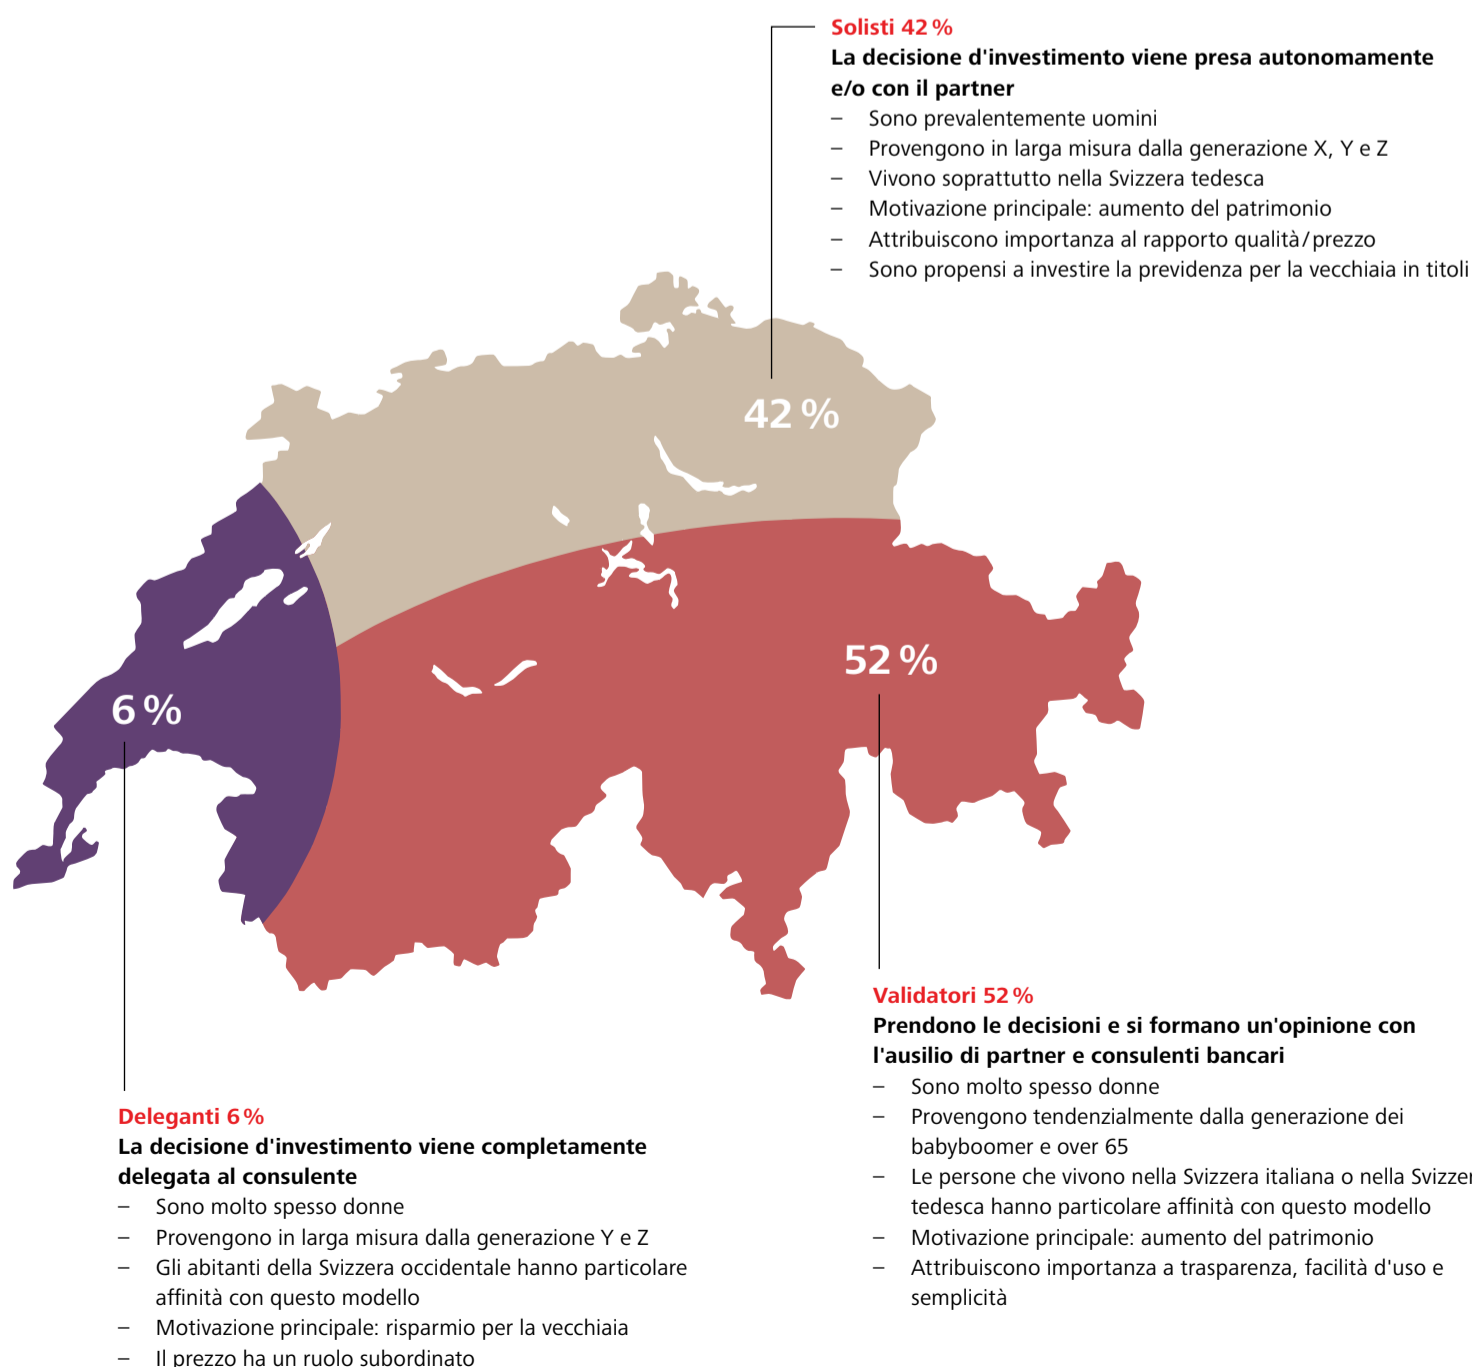 Solisti 42 %
La decisione d'investimento viene presa autonomamente
e/o con il partner
– Sono prevalentemente uomini
– Provengono in larga misura dalla generazione X, Y e Z
– Vivono soprattutto nella Svizzera tedesca
– Motivazione principale: aumento del patrimonio
– Attribuiscono importanza al rapporto qualità/prezzo
– Sono propensi a investire la previdenza per la vecchiaia in titoli
42 %
52 %
6 %
Validatori 52 %
Prendono le decisioni e si formano un'opinione con
l'ausilio di partner e consulenti bancari
– Sono molto spesso donne
– Provengono tendenzialmente dalla generazione dei
babyboomer e over 65
– Le persone che vivono nella Svizzera italiana o nella
tedesca hanno particolare affinità con questo modello
– Motivazione principale: aumento del patrimonio
– Attribuiscono importanza a trasparenza, facilità d'uso e
semplicità
Deleganti 6 %
La decisione d'investimento viene completamente
delegata al consulente
– Sono molto spesso donne
– Provengono in larga misura dalla generazione Y e Z
– Gli abitanti della Svizzera occidentale hanno particolare
affinità con questo modello
– Motivazione principale: risparmio per la vecchiaia
– Il prezzo ha un ruolo subordinato